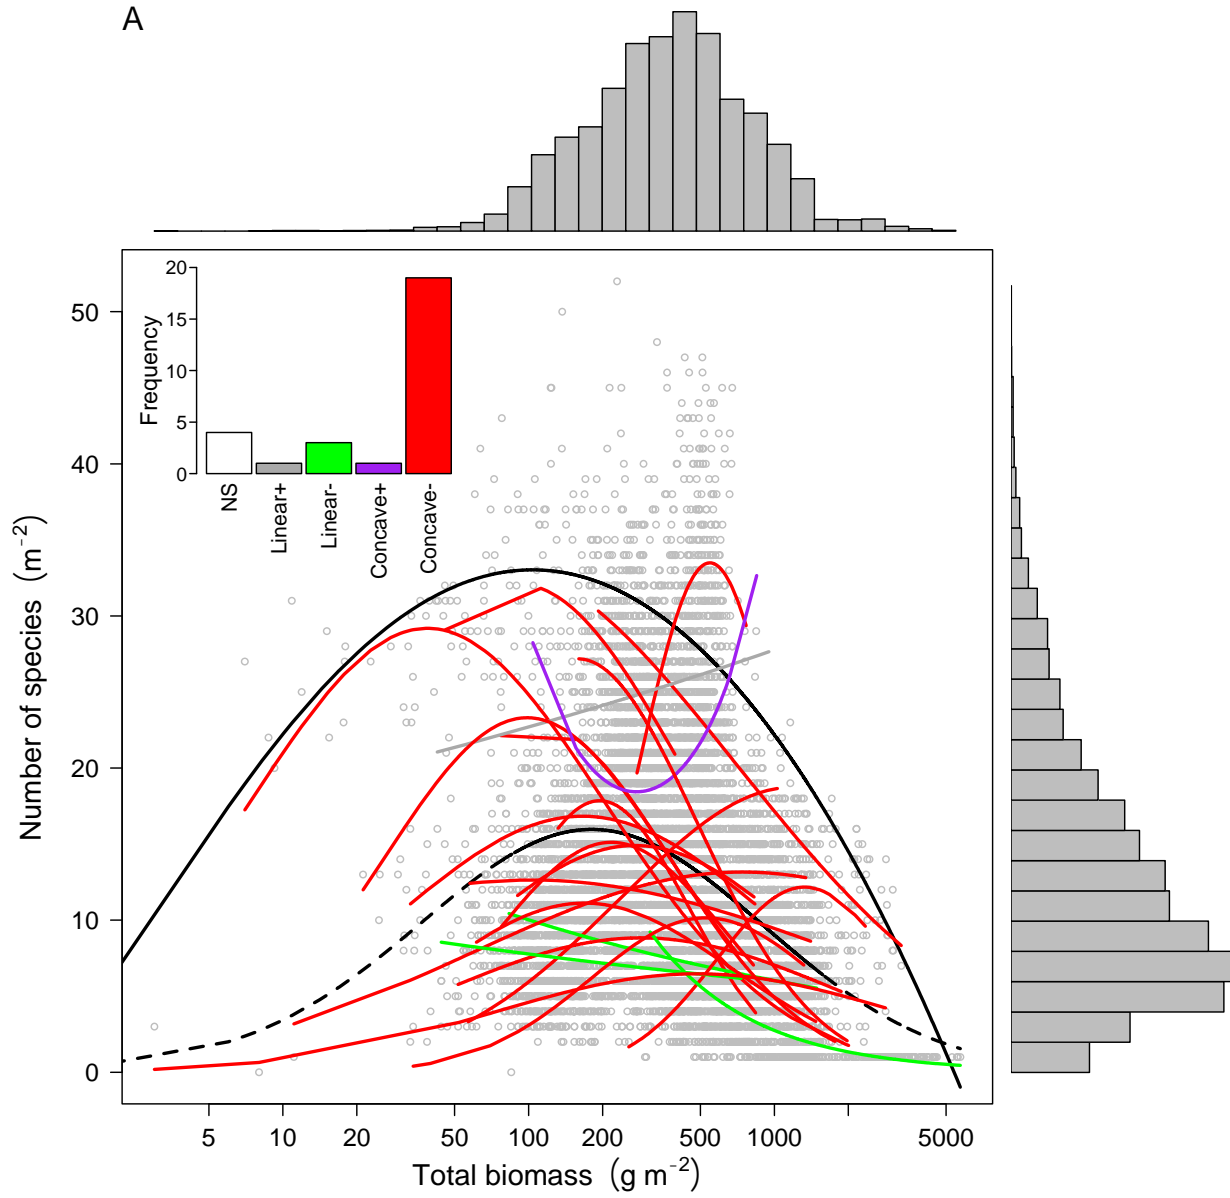 A
50
40
30
20
10
0
Number of species (m⁻²)
20
15
10
5
0
Frequency
NS
Linear+
Linear-
Concave+
Concave-
5 10 20 50 100 200 500 1000 5000
Total biomass (g m⁻²)